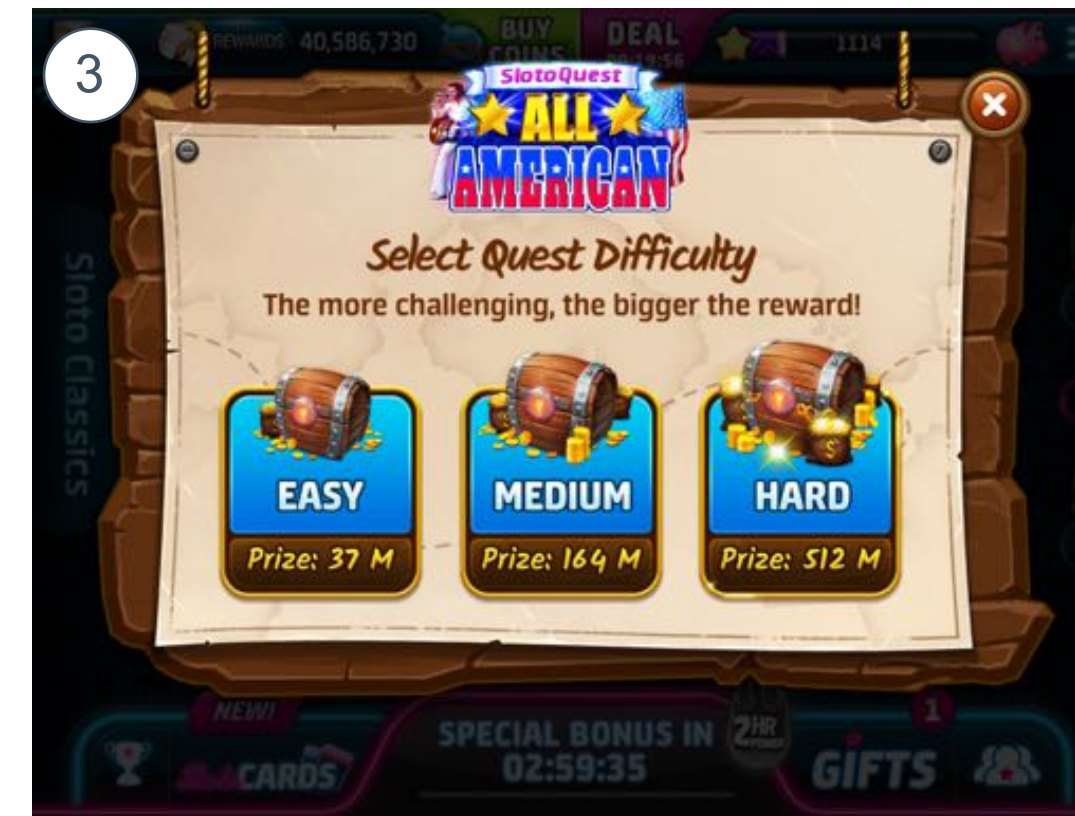 3
REWARDS 40,586,730
BUY
COINS
DEAL
1114
SlotoQuest
ALL
AMERICAN
Select Quest Difficulty
The more challenging, the bigger the reward!
Sloto Classics
EASY
Prize: 37 M
MEDIUM
Prize: 164 M
HARD
Prize: 512 M
NEW!
CARDS
SPECIAL BONUS IN
02:59:35
2HR
1
GIFTS